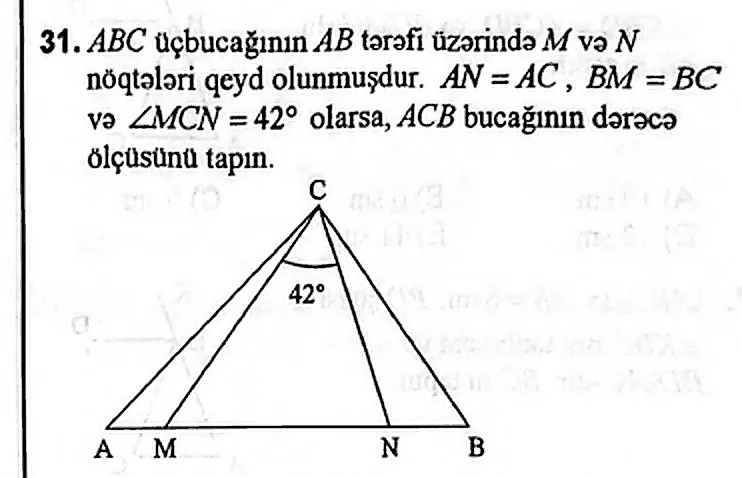 31. ABC üçbucağının AB tərəfi üzərində M və N
nöqtələri qeyd olunmuşdur. AN = AC , BM = BC
və ∠MCN = 42° olarsa, ACB bucağının dərəcə
ölçüsünü tapın.
C
42°
A M N B